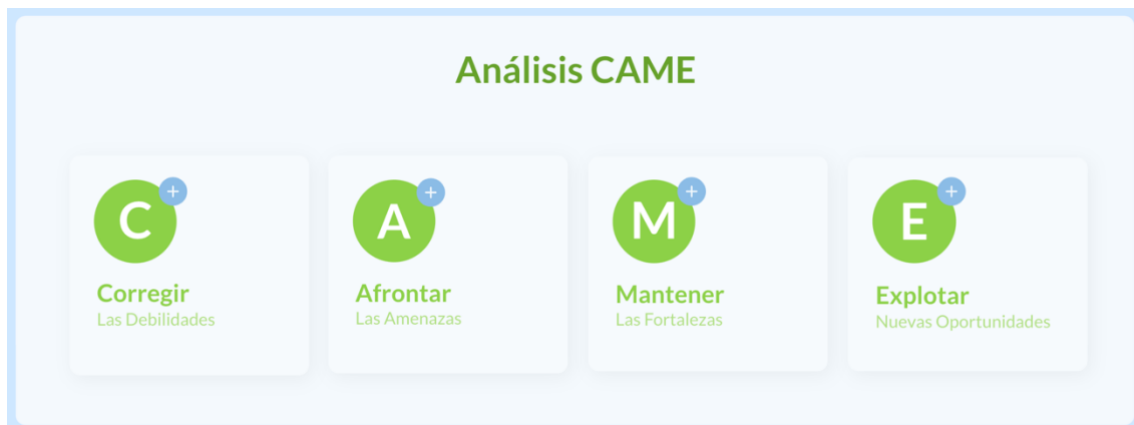 Análisis CAME
C
+
Corregir
Las Debilidades
A
+
Afrontar
Las Amenazas
M
+
Mantener
Las Fortalezas
E
+
Explotar
Nuevas Oportunidades